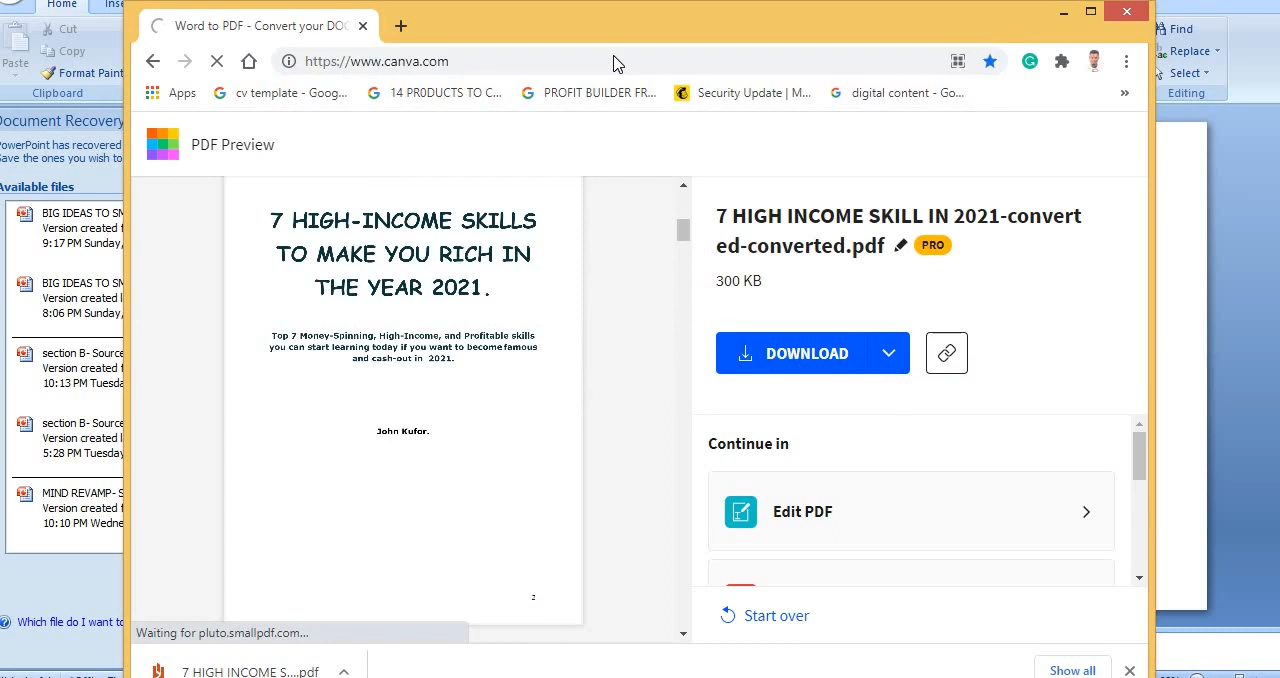 Home
Inse
Cut
Copy
Paste
Format Paint
Clipboard
Document Recovery
PowerPoint has recovered
Save the ones you wish to
Available files
BIG IDEAS TO SM
Version created f
9:17 PM Sunday,
BIG IDEAS TO SM
Version created l
8:06 PM Sunday,
section B- Source
Version created f
10:13 PM Tuesda
section B- Source
Version created l
5:28 PM Tuesday
MIND REVAMP- S
Version created f
10:10 PM Wedne
Which file do I want to
Word to PDF - Convert your DOC
https://www.canva.com
Apps
cv template - Goog...
14 PR0DUCTS TO C...
PROFIT BUILDER FR...
Security Update | M...
digital content - Go...
»
PDF Preview
7 HIGH-INCOME SKILLS
TO MAKE YOU RICH IN
THE YEAR 2021.
Top 7 Money-Spinning, High-Income, and Profitable skills
you can start learning today if you want to become famous
and cash-out in 2021.
John Kufor.
2
7 HIGH INCOME SKILL IN 2021-convert
ed-converted.pdf
PRO
300 KB
DOWNLOAD
Continue in
Edit PDF
Start over
Waiting for pluto.smallpdf.com...
7 HIGH INCOME S....pdf
Show all
Find
Replace
Select
Editing